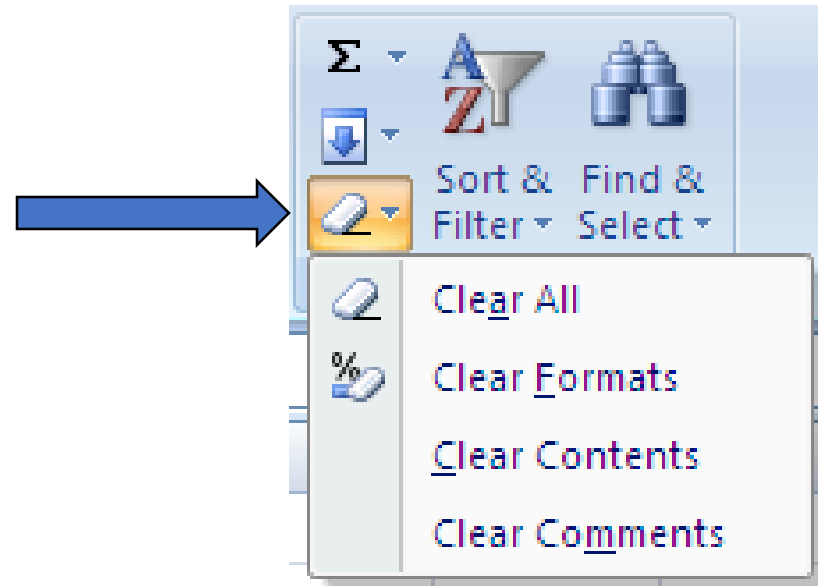 Σ
A
Z
Sort &
Filter
Find &
Select
Clear All
%
Clear Formats
Clear Contents
Clear Comments